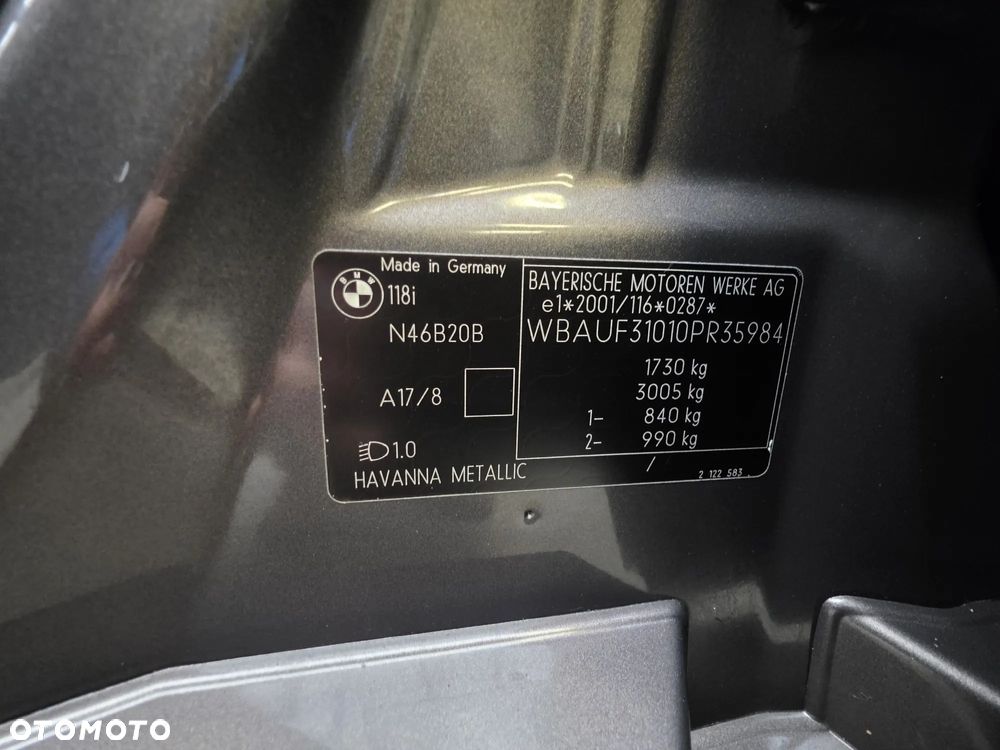 Made in Germany
BMW
118i
N46B20B
A17/8
1.0
HAVANNA METALLIC
BAYERISCHE MOTOREN WERKE AG
e1*2001/116*0287*
WBAUF31010PR35984
1730 kg
3005 kg
1- 840 kg
2- 990 kg
/
2 122 583
OTOMOTO